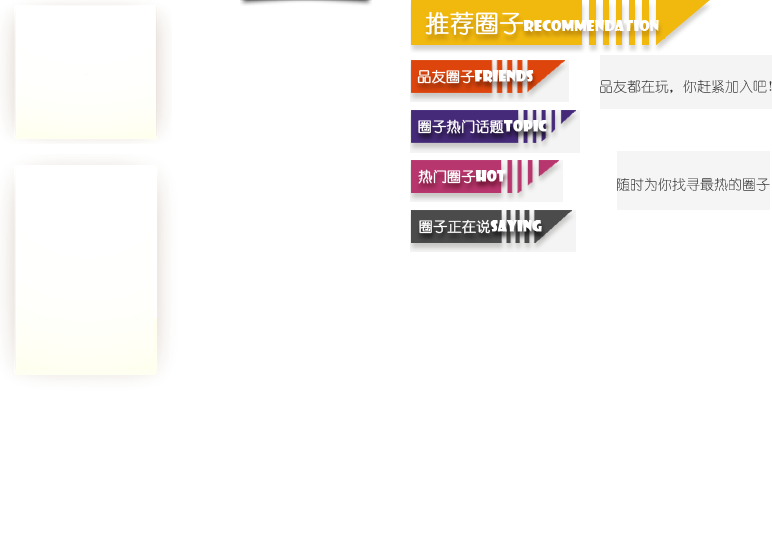 推荐圈子RECOMMENDATION
品友圈子FRIENDS
品友都在玩，你赶紧加入吧!
圈子热门话题TOPIC
热门圈子HOT
随时为你找寻最热的圈子
圈子正在说SAYING